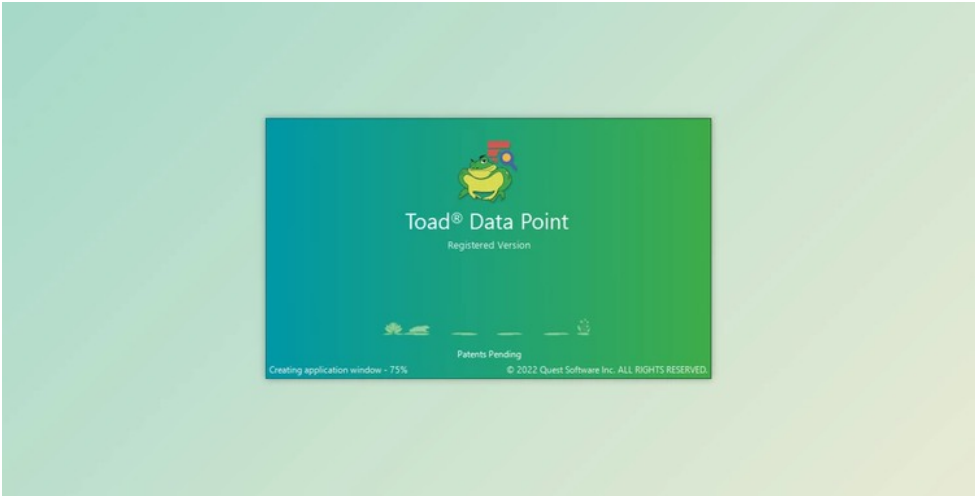 Toad® Data Point
Registered Version
Patents Pending
Creating application window - 75%
© 2022 Quest Software Inc. ALL RIGHTS RESERVED.